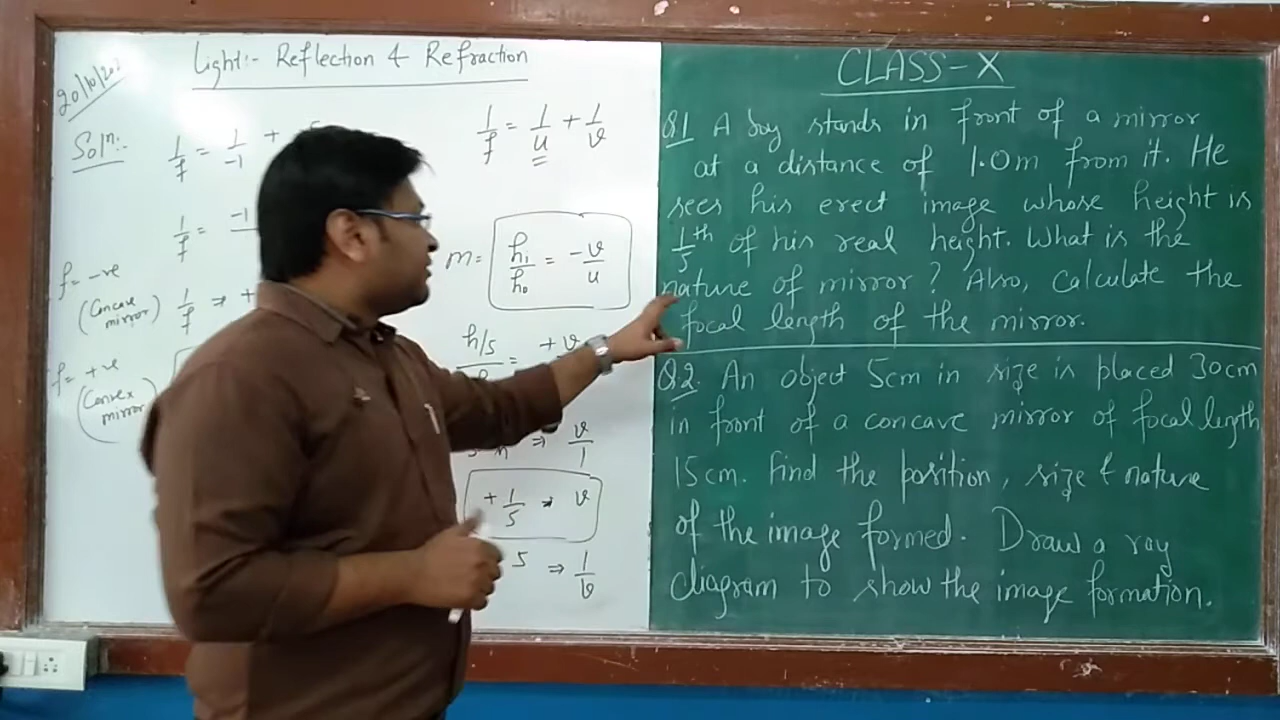 Light:- Reflection & Refraction
20/10/202
Solⁿ:-
1/f = 1/-1 +
1/f = -1
f = -ve
(Concave mirror)
1/f ⇒ +
f = +ve
(Convex mirror)
1/f = 1/u + 1/v
m = hi/ho = -v/u
h/5 = +v
⇒ v/1
+1/5 ⇒ v
5 ⇒ 1/v
CLASS-X
Q1 A boy stands in front of a mirror
at a distance of 1.0m from it. He
sees his erect image whose height is
1/5th of his real height. What is the
nature of mirror? Also, Calculate the
focal length of the mirror.
Q2. An object 5cm in size is placed 30cm
in front of a concave mirror of focal length
15cm. Find the position, size & nature
of the image formed. Draw a ray
diagram to show the image formation.